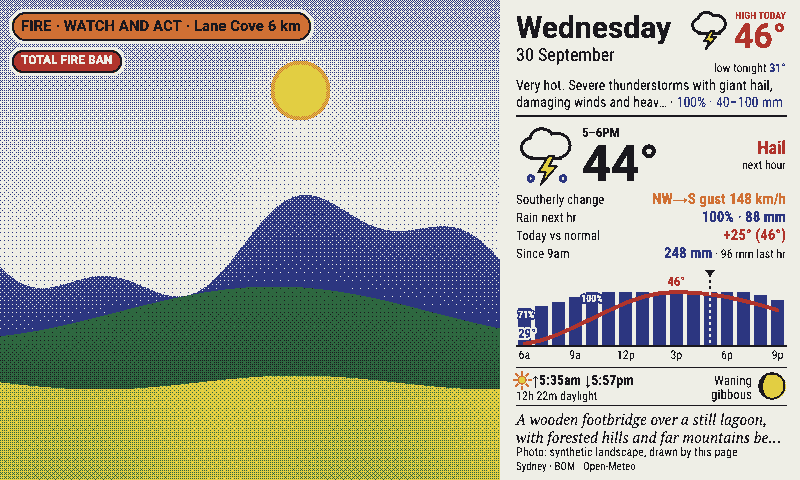 FIRE · WATCH AND ACT · Lane Cove 6 km
TOTAL FIRE BAN
Wednesday
30 September
HIGH TODAY
46°
low tonight 31°
Very hot. Severe thunderstorms with giant hail,
damaging winds and heav… · 100% · 40–100 mm
5–6PM
44°
Hail
next hour
Southerly change NW→S gust 148 km/h
Rain next hr 100% · 88 mm
Today vs normal +25° (46°)
Since 9am 248 mm · 96 mm last hr
46°
100%
71%
29°
6a 9a 12p 3p 6p 9p
↑5:35am ↓5:57pm
12h 22m daylight
Waning
gibbous
A wooden footbridge over a still lagoon,
with forested hills and far mountains be…
Photo: synthetic landscape, drawn by this page
Sydney · BOM Open-Meteo